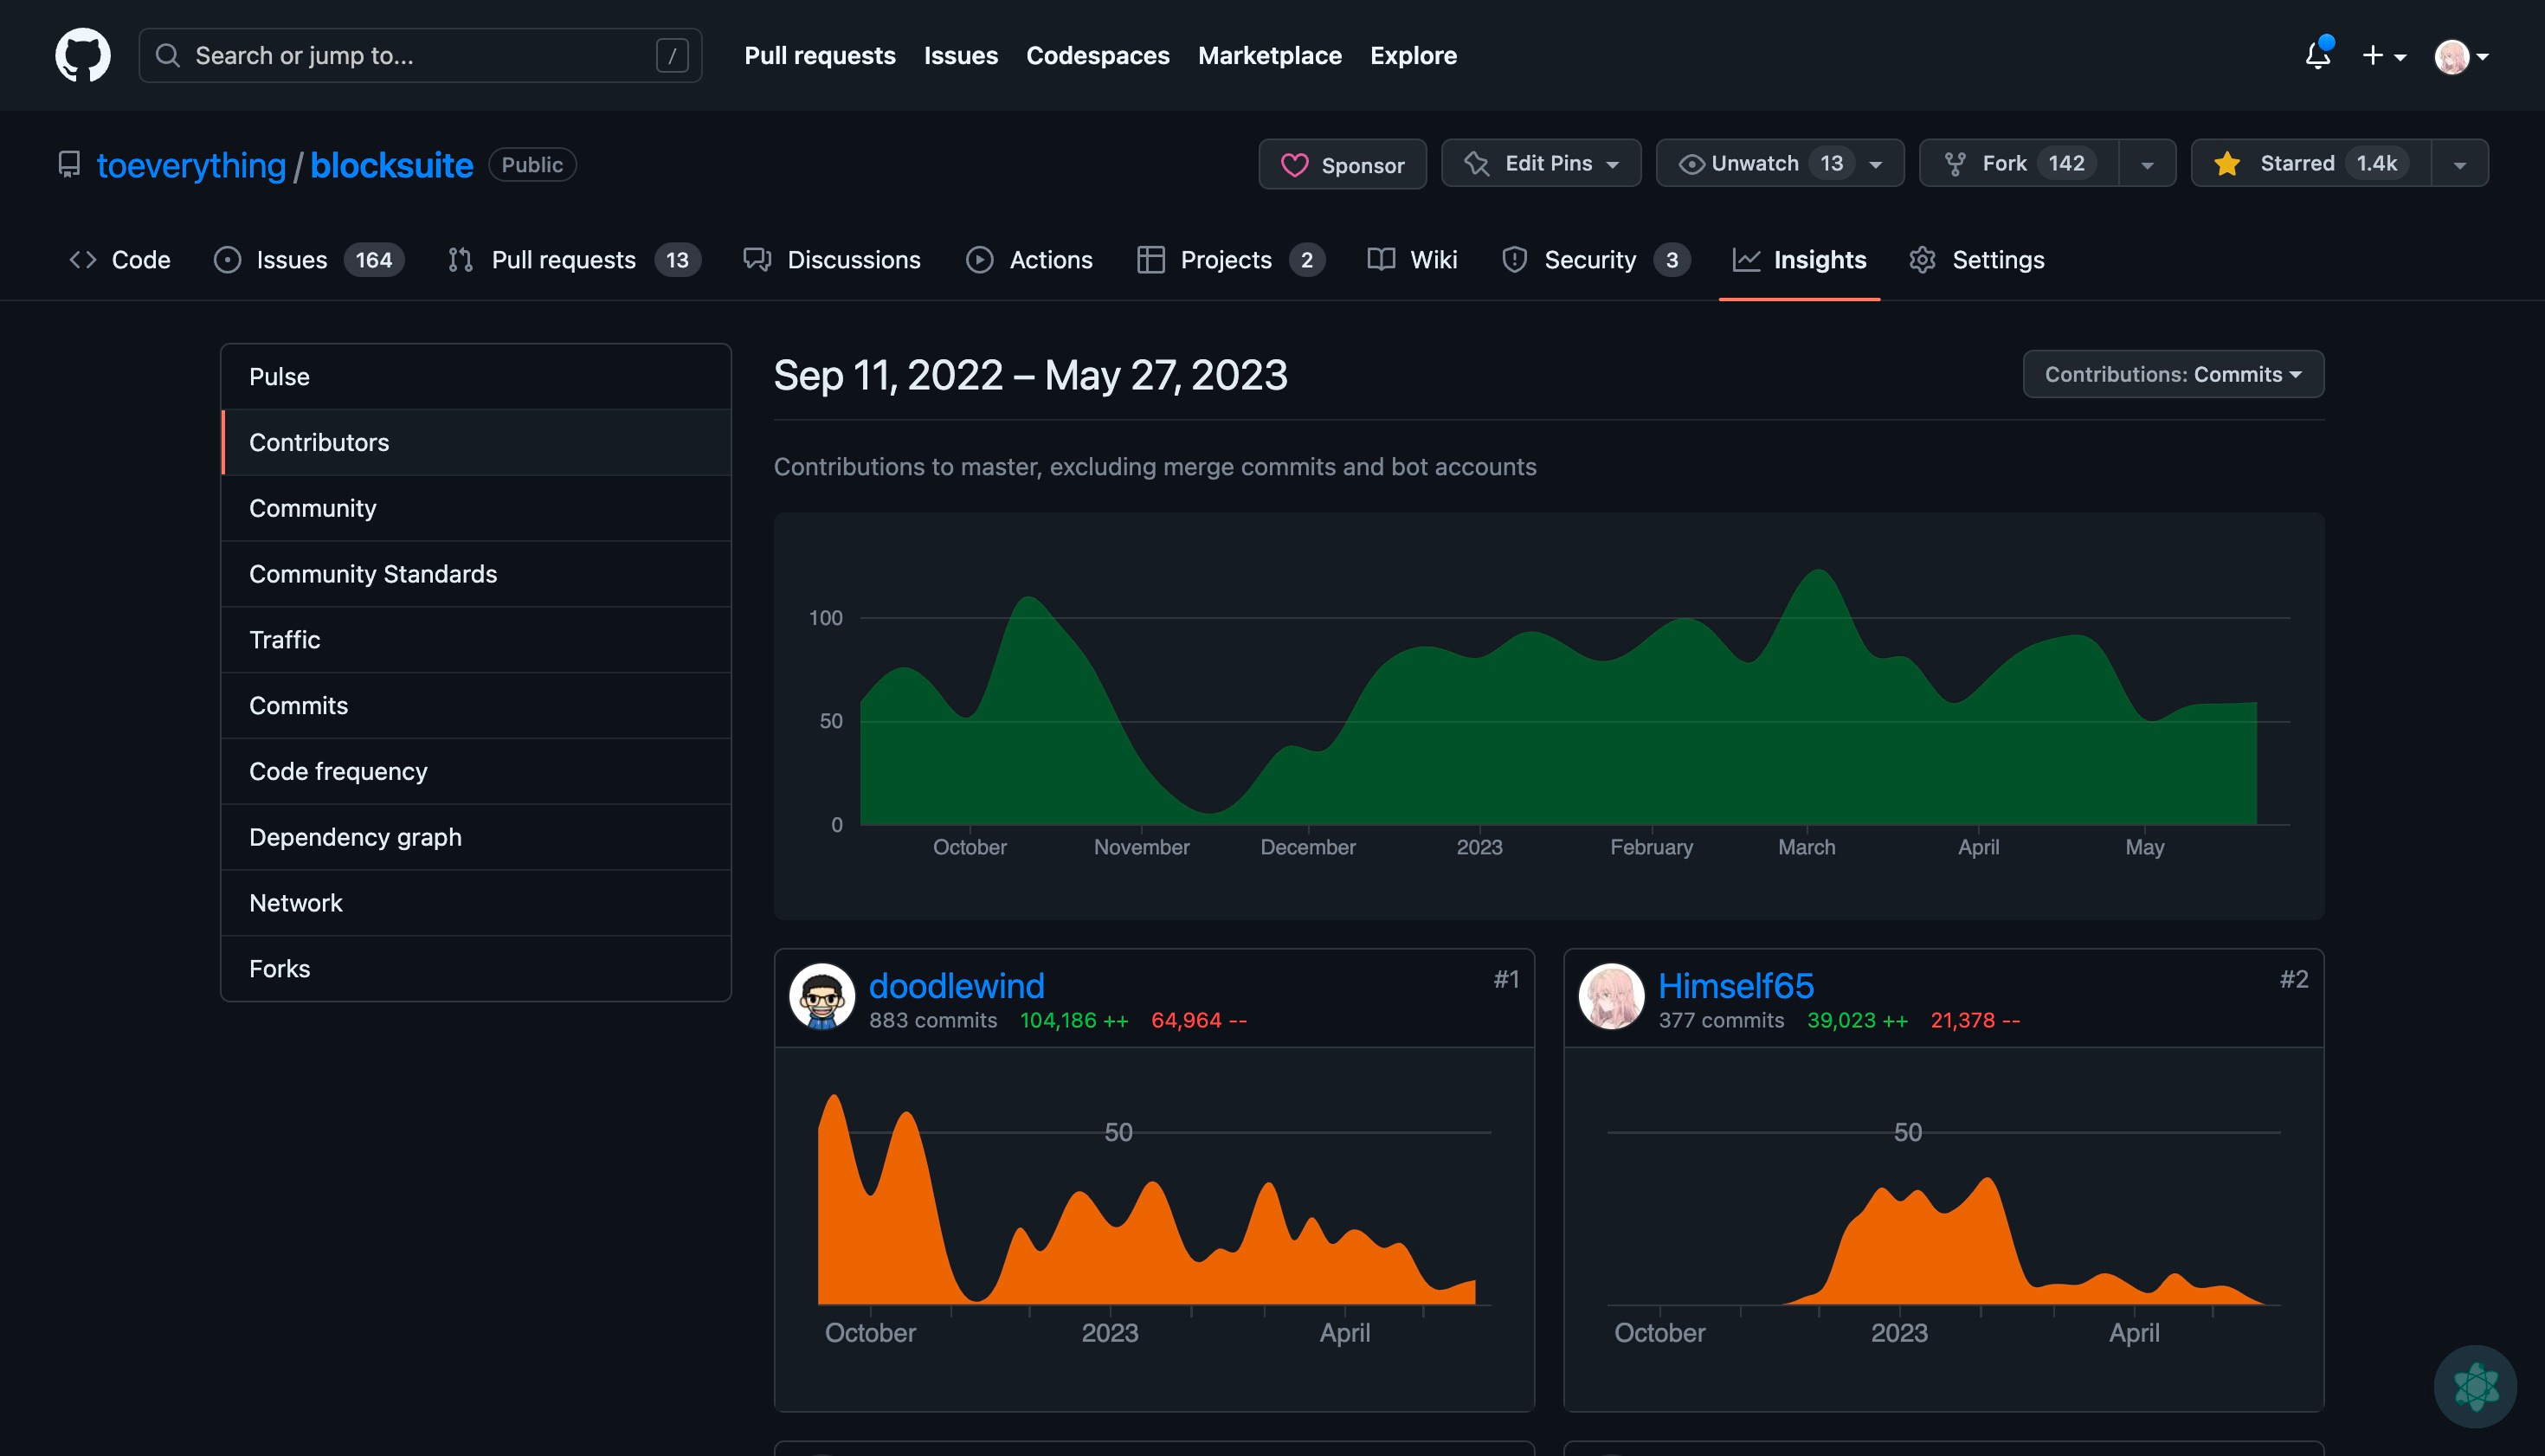 Search or jump to... / Pull requests Issues Codespaces Marketplace Explore
toeverything / blocksuite Public Sponsor Edit Pins Unwatch 13 Fork 142 Starred 1.4k
Code Issues 164 Pull requests 13 Discussions Actions Projects 2 Wiki Security 3 Insights Settings
Pulse
Contributors
Community
Community Standards
Traffic
Commits
Code frequency
Dependency graph
Network
Forks
Sep 11, 2022 – May 27, 2023 Contributions: Commits
Contributions to master, excluding merge commits and bot accounts
100
50
0
October November December 2023 February March April May
doodlewind #1
883 commits 104,186 ++ 64,964 --
50
October 2023 April
Himself65 #2
377 commits 39,023 ++ 21,378 --
50
October 2023 April